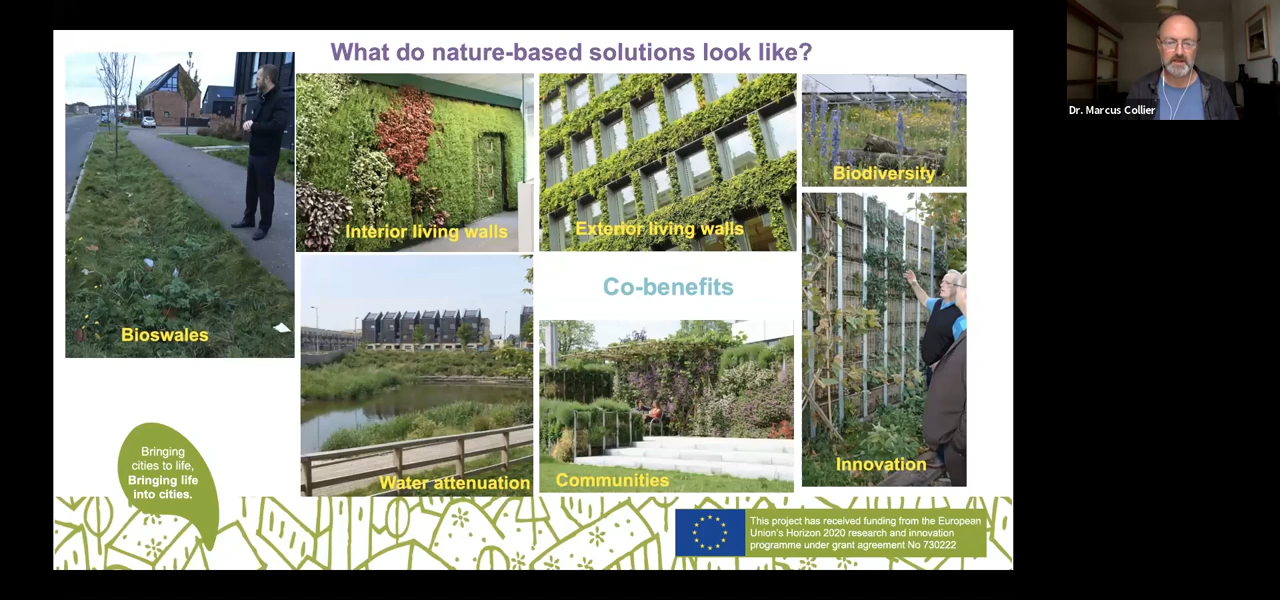 What do nature-based solutions look like?
Dr. Marcus Collier
Bioswales
Interior living walls
Exterior living walls
Biodiversity
Co-benefits
Water attenuation
Communities
Innovation
Bringing
cities to life,
Bringing life
into cities.
This project has received funding from the European
Union's Horizon 2020 research and innovation
programme under grant agreement No 730222